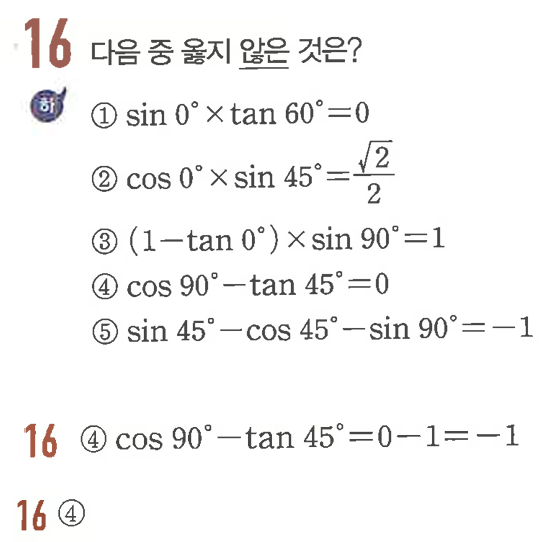 16 다음 중 옳지 않은 것은?
하
① sin 0°×tan 60°=0
② cos 0°×sin 45°=√2/2
③ (1−tan 0°)×sin 90°=1
④ cos 90°−tan 45°=0
⑤ sin 45°−cos 45°−sin 90°=−1
16 ④ cos 90°−tan 45°=0−1=−1
16 ④